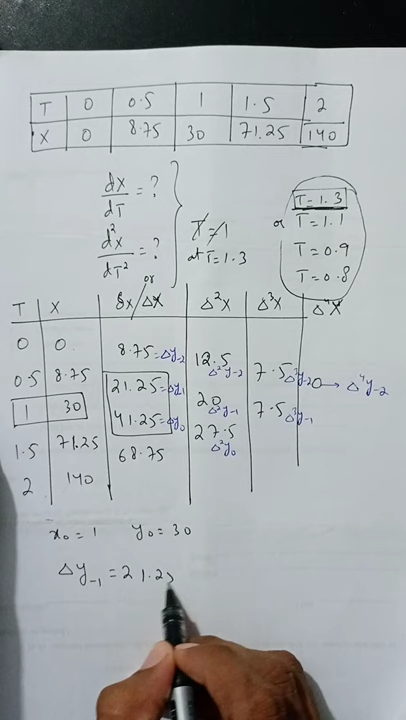 T 0 0.5 1 1.5 2
X 0 8.75 30 71.25 140
dx/dT = ?
d²x/dT² = ?
T=1
at T=1.3
or
T=1.3
T=1.1
T=0.9
T=0.8
or
T X δx/ΔX Δ²X Δ³X Δ⁴X
0 0
8.75=Δy-2 12.5 Δ²y-2
0.5 8.75 7.5 Δ³y-2
21.25=Δy1 0 → Δ⁴y-2
1 30 20 Δ²y-1
41.25=Δy0 7.5 Δ³y-1
1.5 71.25 27.5 Δ²y0
68.75
2 140
x0 = 1 y0 = 30
Δy-1 = 21.25